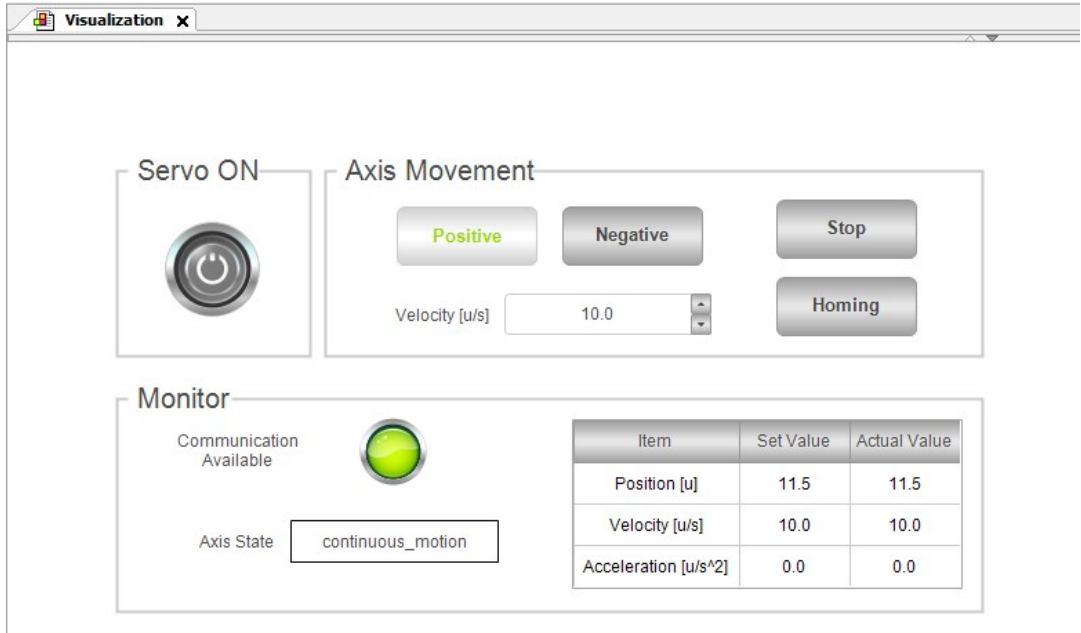 Visualization
Servo ON
Axis Movement
Positive
Negative
Stop
Velocity [u/s]
10.0
Homing
Monitor
Communication
Available
Axis State
continuous_motion
Item Set Value Actual Value
Position [u] 11.5 11.5
Velocity [u/s] 10.0 10.0
Acceleration [u/s^2] 0.0 0.0